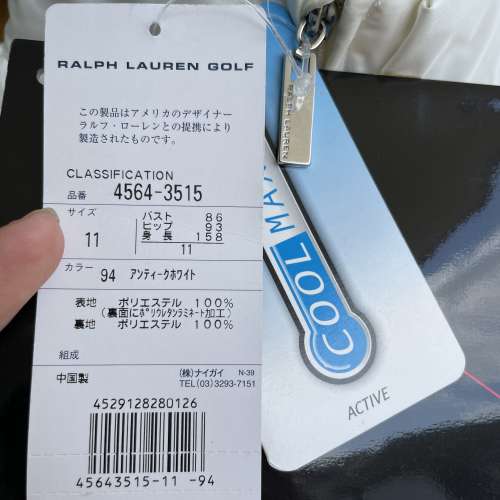 RALPH LAUREN GOLF
この製品はアメリカのデザイナー
ラルフ・ローレンとの提携により
製造されたものです。
CLASSIFICATION
品番 4564-3515
サイズ
11
バスト 86
ヒップ 93
身長 158
11
カラー 94 アンティークホワイト
表地 ポリエステル 100%
(裏面にポリウレタンラミネート加工)
裏地 ポリエステル 100%
組成
中国製
(株)ナイガイ N-39
TEL(03)3293-7151
4529128280126
45643515-11 -94
RALPH LAUREN
COOL MA
ACTIVE